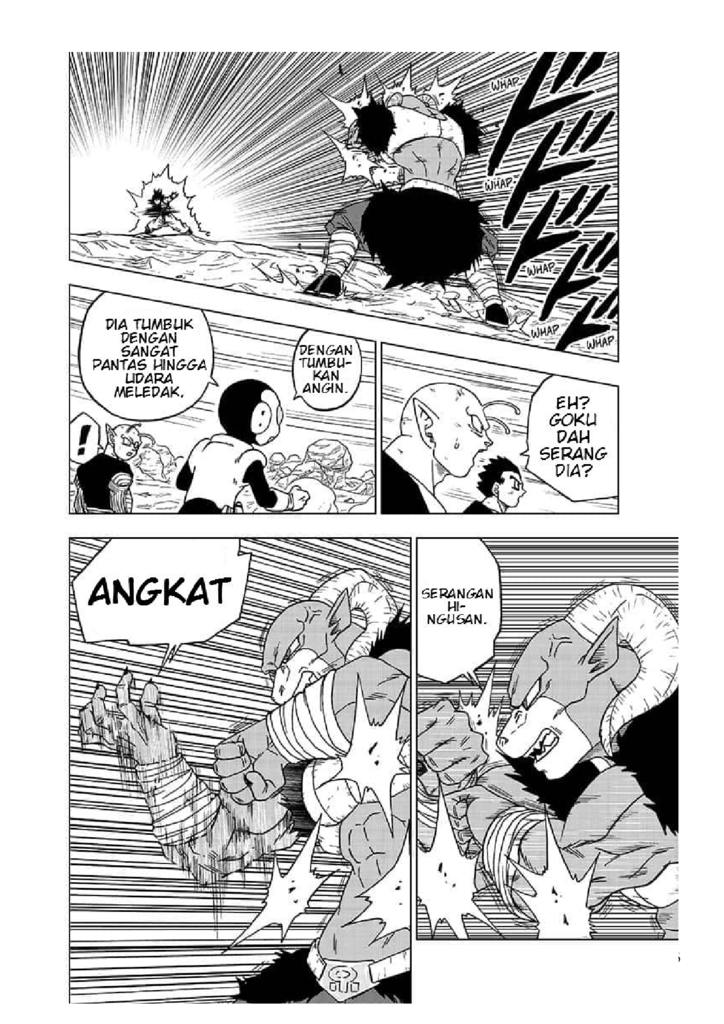 WHAP
WHAP
WHAP
WHAP
WHAP
WHAP
EH?
GOKU
DAH
SERANG
DIA?
DENGAN
TUMBU-
KAN
ANGIN.
DIA TUMBUK
DENGAN
SANGAT
PANTAS HINGGA
UDARA
MELEDAK.
!
SERANGAN
HI-
NGUSAN.
ANGKAT